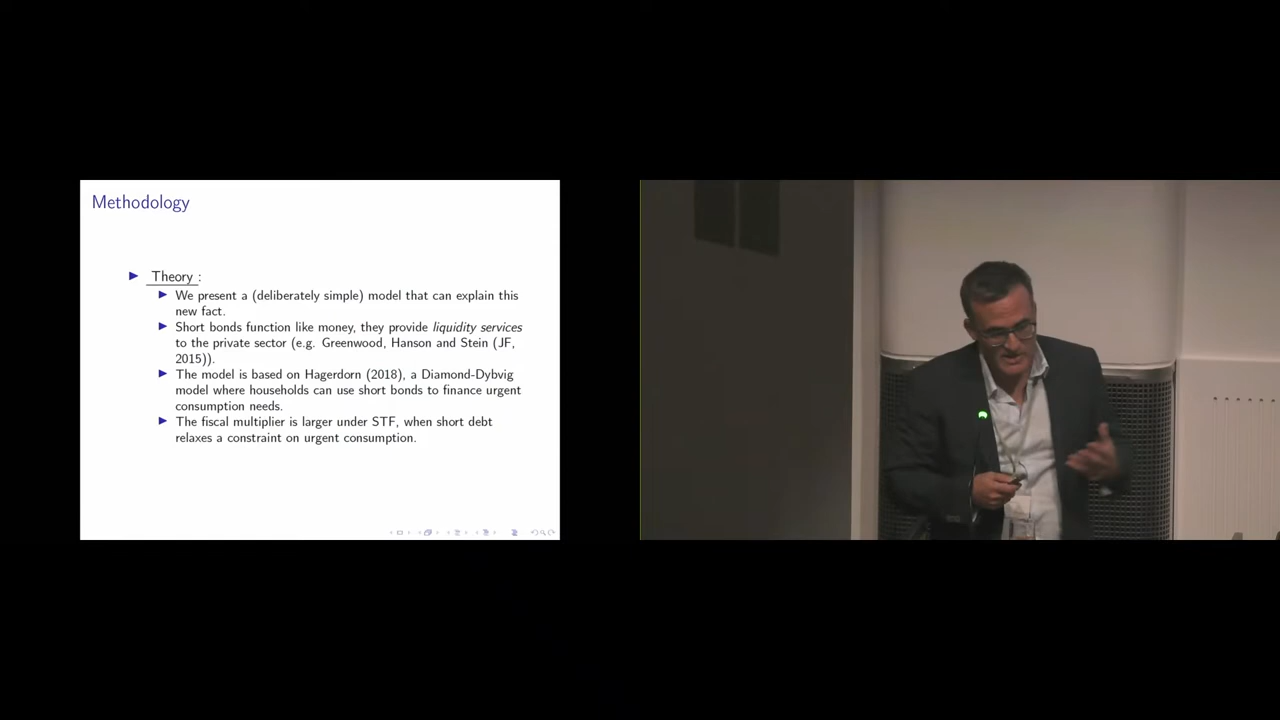 Methodology
Theory :
We present a (deliberately simple) model that can explain this
new fact.
Short bonds function like money, they provide liquidity services
to the private sector (e.g. Greenwood, Hanson and Stein (JF,
2015)).
The model is based on Hagerdorn (2018), a Diamond-Dybvig
model where households can use short bonds to finance urgent
consumption needs.
The fiscal multiplier is larger under STF, when short debt
relaxes a constraint on urgent consumption.